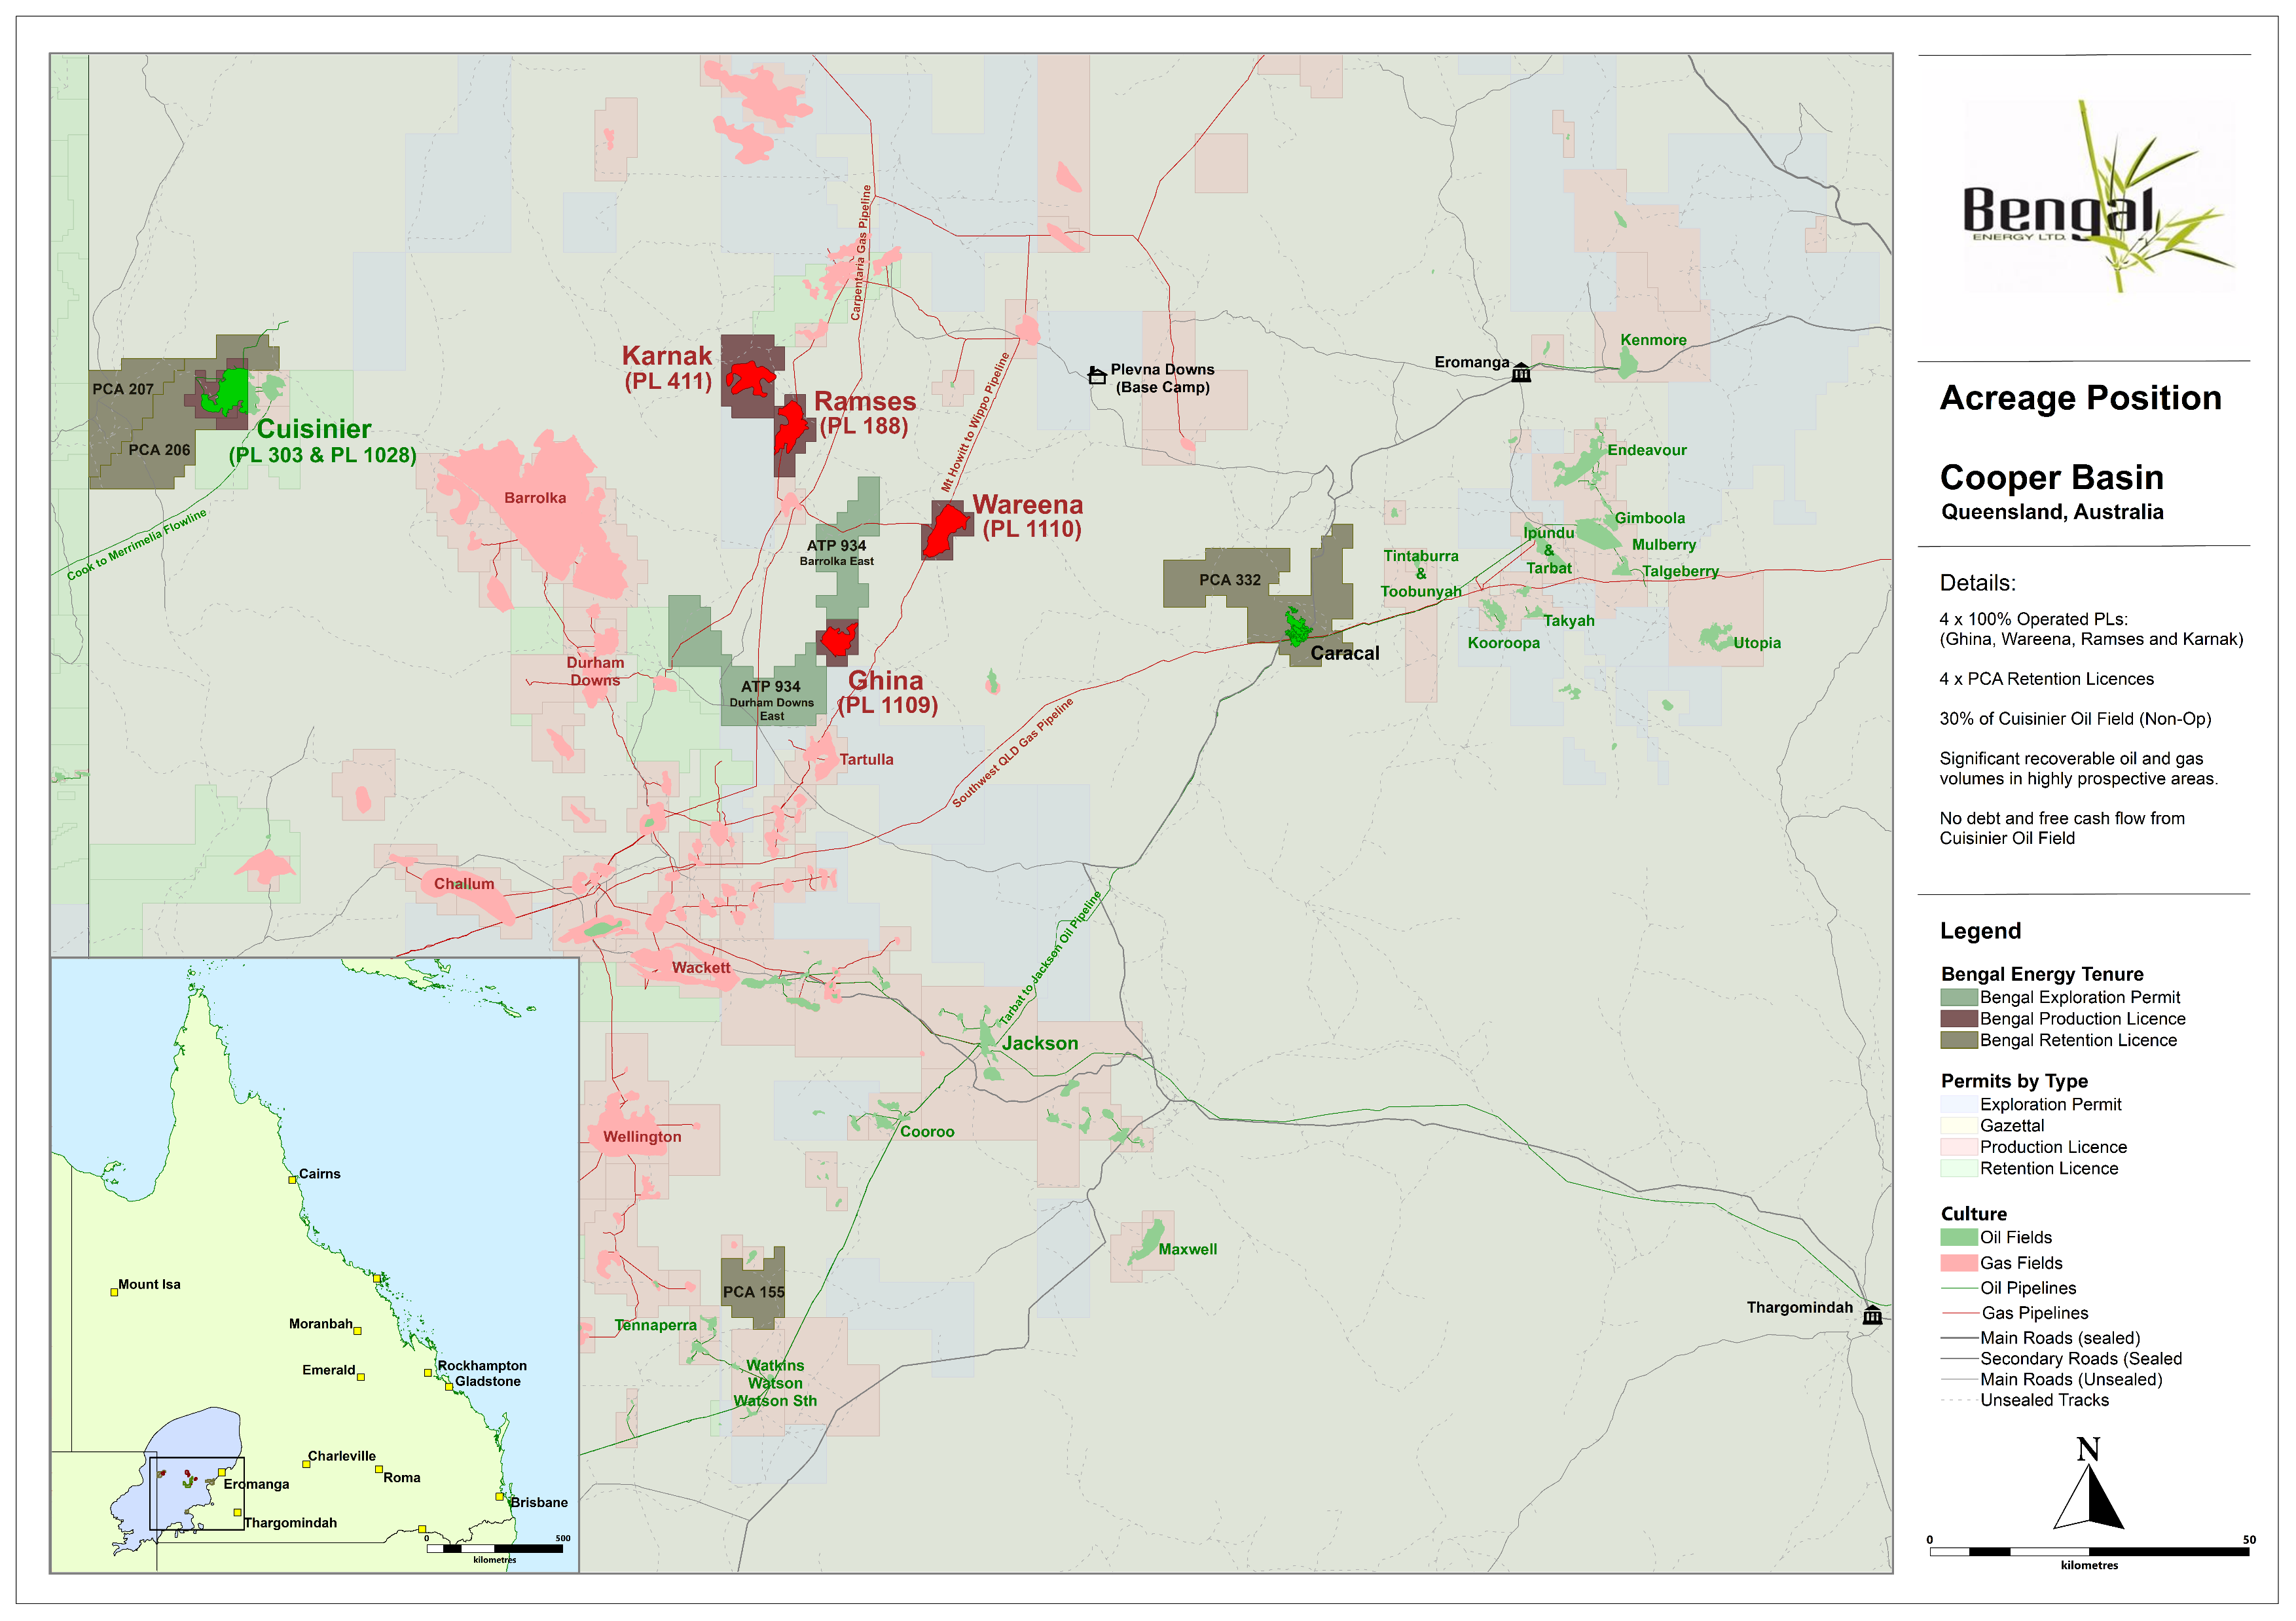 Carpentaria Gas Pipeline
Karnak
(PL 411)
Ramses
(PL 188)
Mt Howitt to Wippo Pipeline
Plevna Downs
(Base Camp)
Eromanga
Kenmore
PCA 207
PCA 206
Cuisinier
(PL 303 & PL 1028)
Cook to Merrimelia Flowline
Barrolka
Wareena
(PL 1110)
ATP 934
Barrolka East
Endeavour
Gimboola
Ipundu
&
Tarbat
Mulberry
Talgeberry
Tintaburra
&
Toobunyah
PCA 332
Takyah
Kooroopa
Utopia
Caracal
Durham
Downs
ATP 934
Durham Downs
East
Ghina
(PL 1109)
Tartulla
Southwest QLD Gas Pipeline
Challum
Wackett
Tarbat to Jackson Oil Pipeline
Jackson
Wellington
Cooroo
Maxwell
PCA 155
Tennaperra
Watkins
Watson
Watson Sth
Thargomindah
Cairns
Mount Isa
Moranbah
Emerald
Rockhampton
Gladstone
Charleville
Roma
Eromanga
Brisbane
Thargomindah
0 500
kilometres
Bengal
ENERGY LTD.
Acreage Position
Cooper Basin
Queensland, Australia
Details:
4 x 100% Operated PLs:
(Ghina, Wareena, Ramses and Karnak)
4 x PCA Retention Licences
30% of Cuisinier Oil Field (Non-Op)
Significant recoverable oil and gas
volumes in highly prospective areas.
No debt and free cash flow from
Cuisinier Oil Field
Legend
Bengal Energy Tenure
Bengal Exploration Permit
Bengal Production Licence
Bengal Retention Licence
Permits by Type
Exploration Permit
Gazettal
Production Licence
Retention Licence
Culture
Oil Fields
Gas Fields
Oil Pipelines
Gas Pipelines
Main Roads (sealed)
Secondary Roads (Sealed
Main Roads (Unsealed)
Unsealed Tracks
N
0 50
kilometres